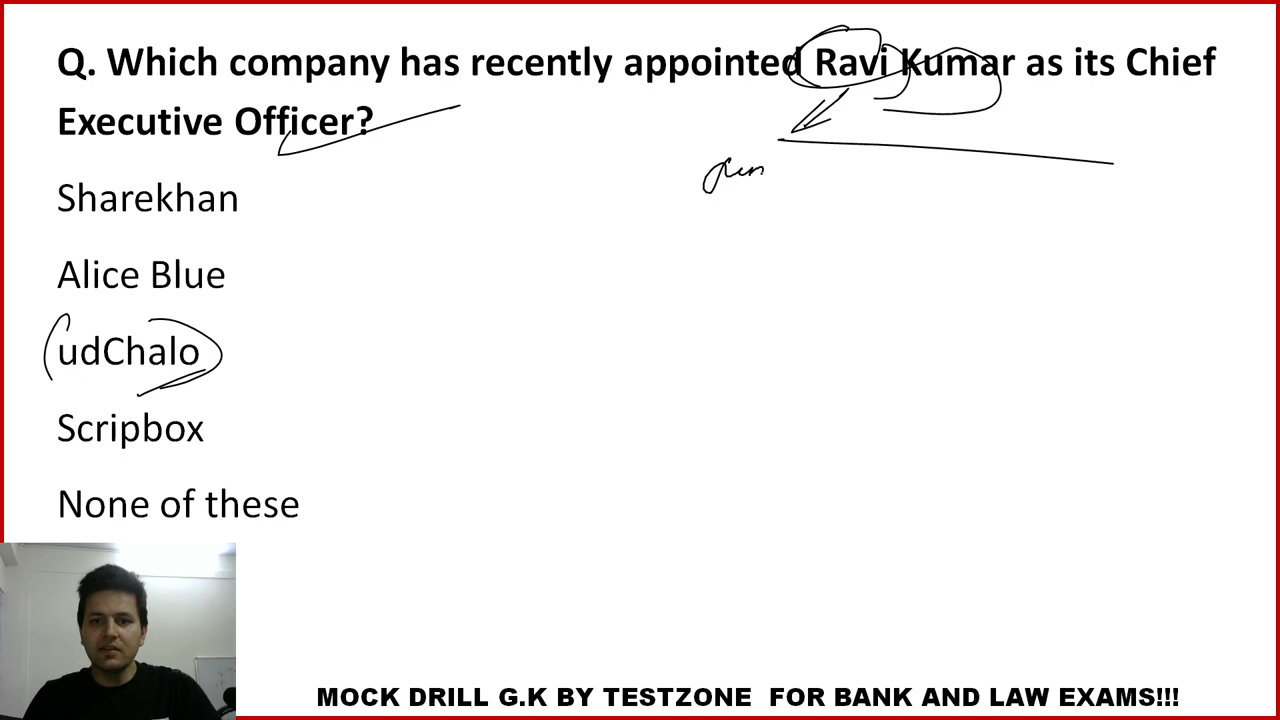 Q. Which company has recently appointed Ravi Kumar as its Chief
Executive Officer?
Sharekhan
Alice Blue
udChalo
Scripbox
None of these
MOCK DRILL G.K BY TESTZONE FOR BANK AND LAW EXAMS!!!